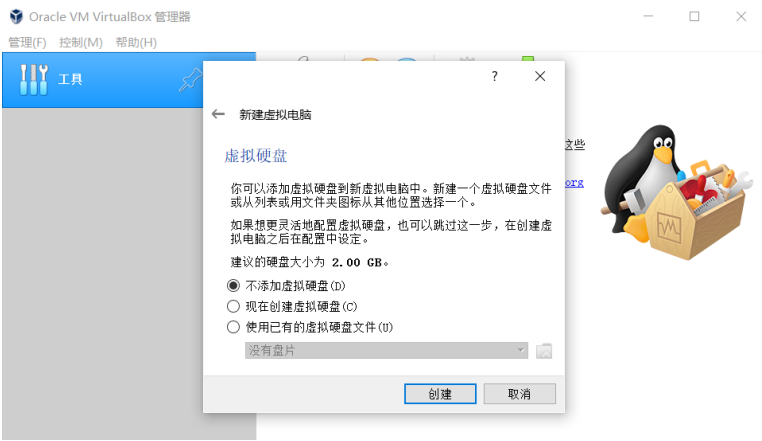 Oracle VM VirtualBox 管理器
管理(F) 控制(M) 帮助(H)
工具
?
新建虚拟电脑
虚拟硬盘
你可以添加虚拟硬盘到新虚拟电脑中。新建一个虚拟硬盘文件
或从列表或用文件夹图标从其他位置选择一个。
如果想更灵活地配置虚拟硬盘，也可以跳过这一步，在创建虚
拟电脑之后在配置中设定。
建议的硬盘大小为 2.00 GB。
不添加虚拟硬盘(D)
现在创建虚拟硬盘(C)
使用已有的虚拟硬盘文件(U)
没有盘片
创建 取消
这些
org